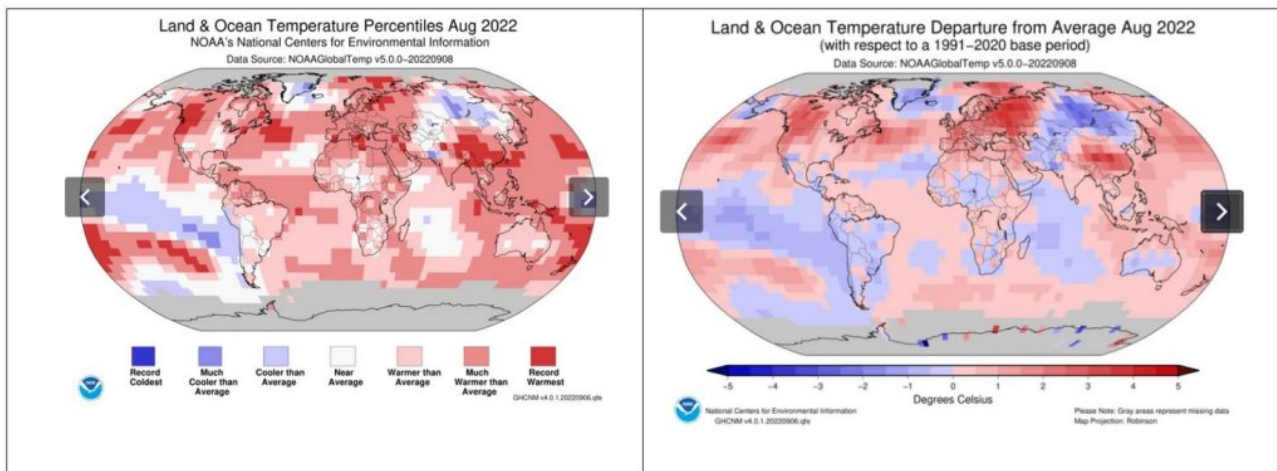 Land & Ocean Temperature Percentiles Aug 2022
NOAA's National Centers for Environmental Information
Data Source: NOAAGlobalTemp v5.0.0−20220908
Record
Coldest
Much
Cooler than
Average
Cooler than
Average
Near
Average
Warmer than
Average
Much
Warmer than
Average
Record
Warmest
GHCNM v4.0.1.20220906.qfe
Land & Ocean Temperature Departure from Average Aug 2022
(with respect to a 1991−2020 base period)
Data Source: NOAAGlobalTemp v5.0.0−20220908
−5 −4 −3 −2 −1 0 1 2 3 4 5
Degrees Celsius
National Centers for Environmental Information
GHCNM v4.0.1.20220906.qfe
Please Note: Gray areas represent missing data
Map Projection: Robinson